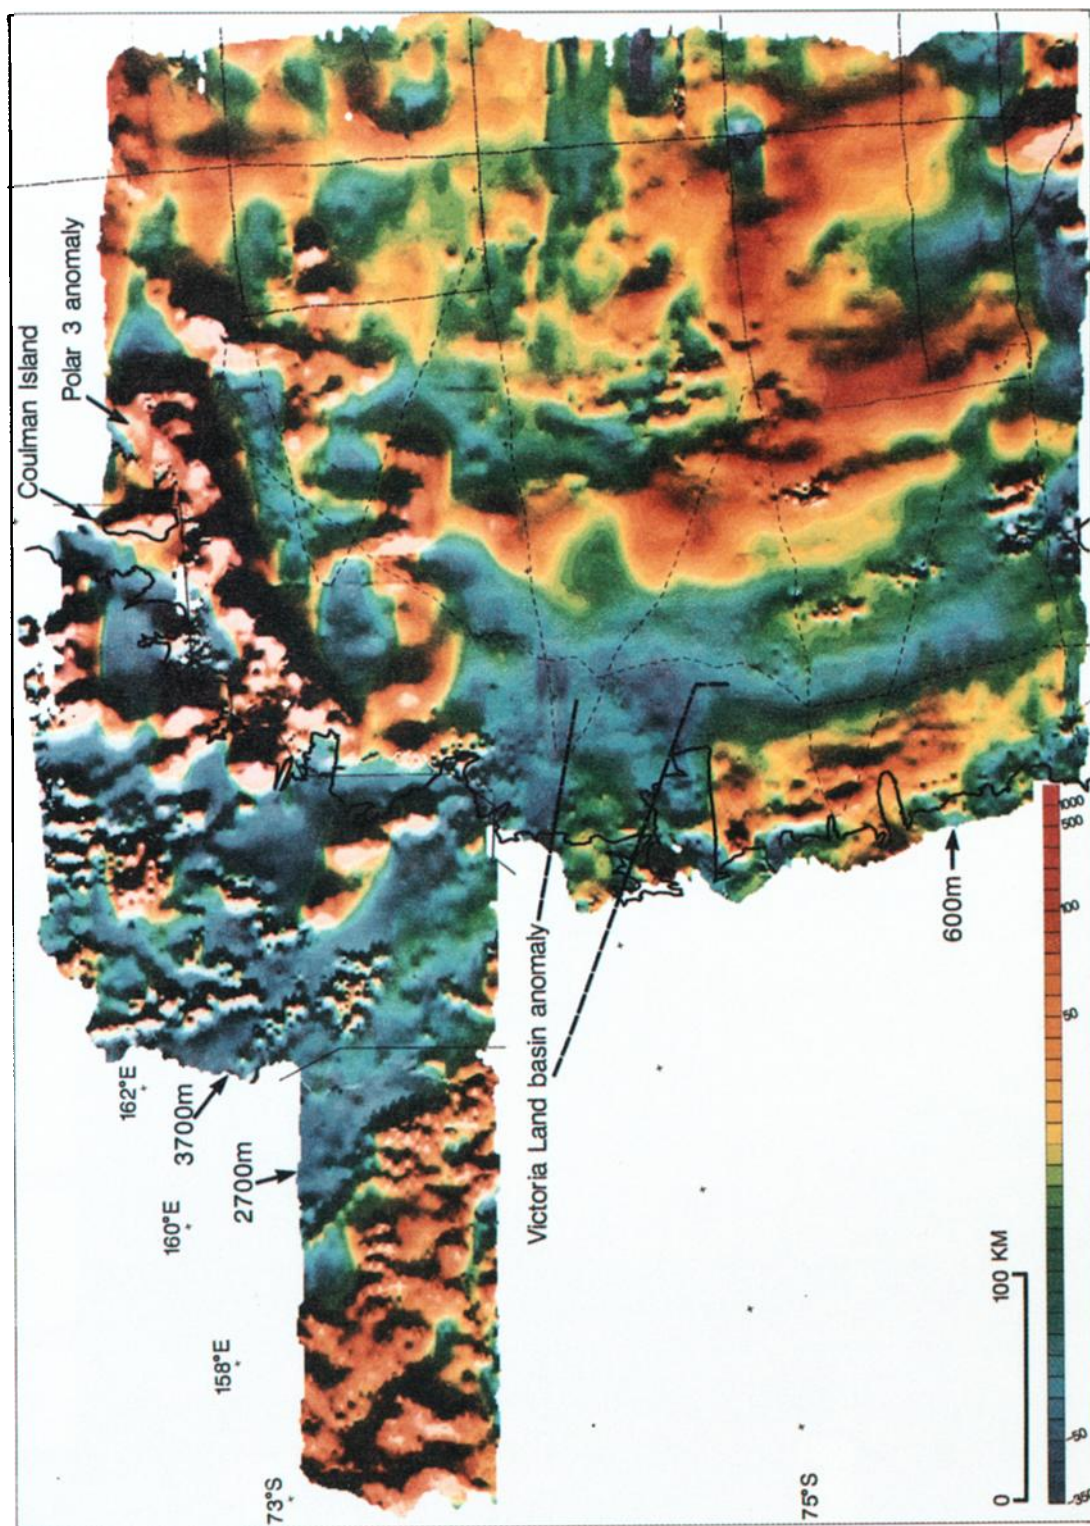 Coulman Island
Polar 3 anomaly
162°E
3700m
160°E
2700m
158°E
73°S
Victoria Land basin anomaly
600m
75°S
0
100 KM
-350
-50
50
100
500
1000